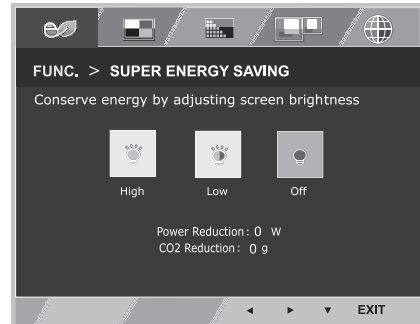 FUNC. > SUPER ENERGY SAVING
Conserve energy by adjusting screen brightness
High Low Off
Power Reduction : 0 W
CO2 Reduction : 0 g
EXIT